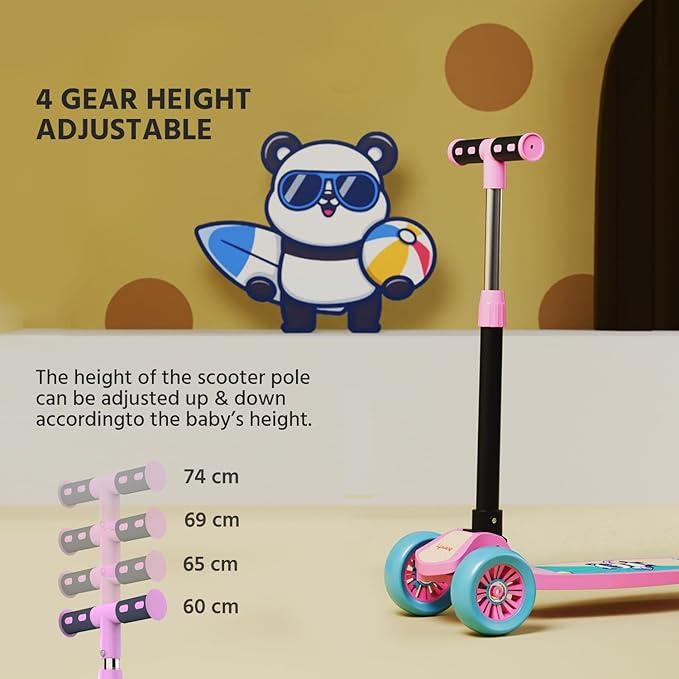 4 GEAR HEIGHT
ADJUSTABLE
The height of the scooter pole
can be adjusted up & down
accordingto the baby's height.
74 cm
69 cm
65 cm
60 cm